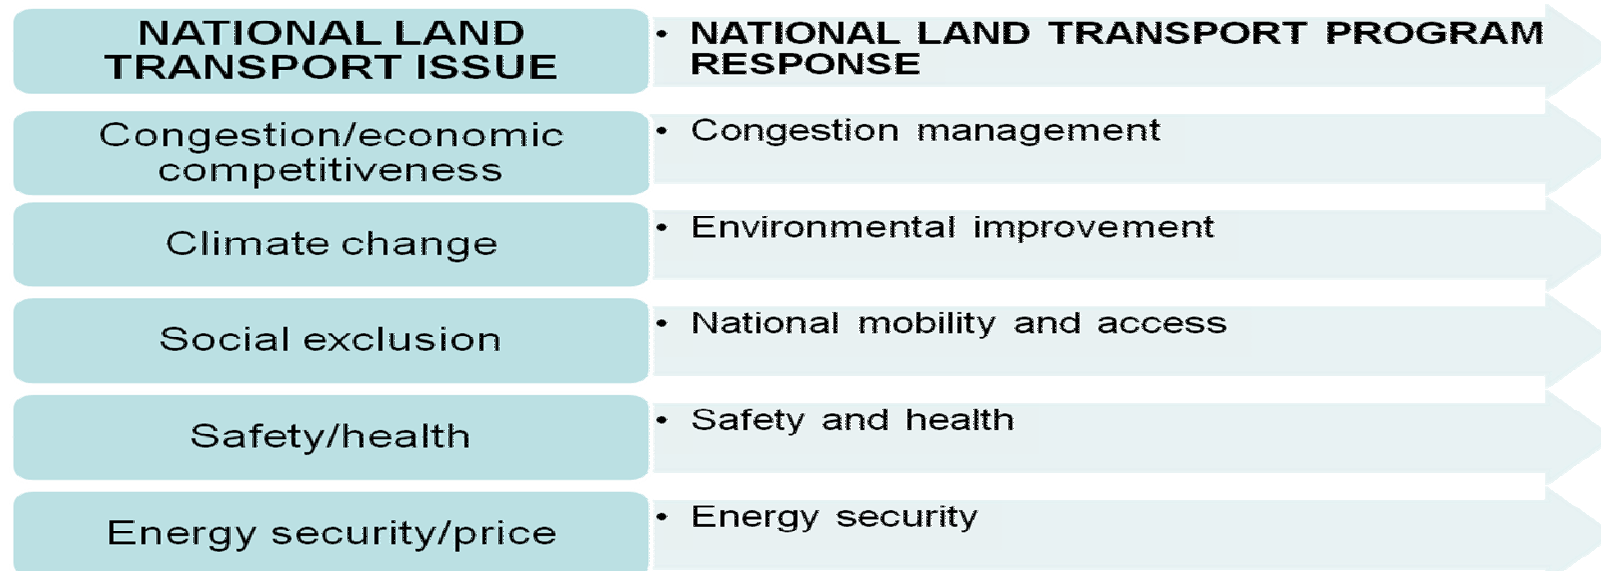 NATIONAL LAND
TRANSPORT ISSUE
• NATIONAL LAND TRANSPORT PROGRAM
RESPONSE
Congestion/economic
competitiveness
• Congestion management
Climate change
• Environmental improvement
Social exclusion
• National mobility and access
Safety/health
• Safety and health
Energy security/price
• Energy security